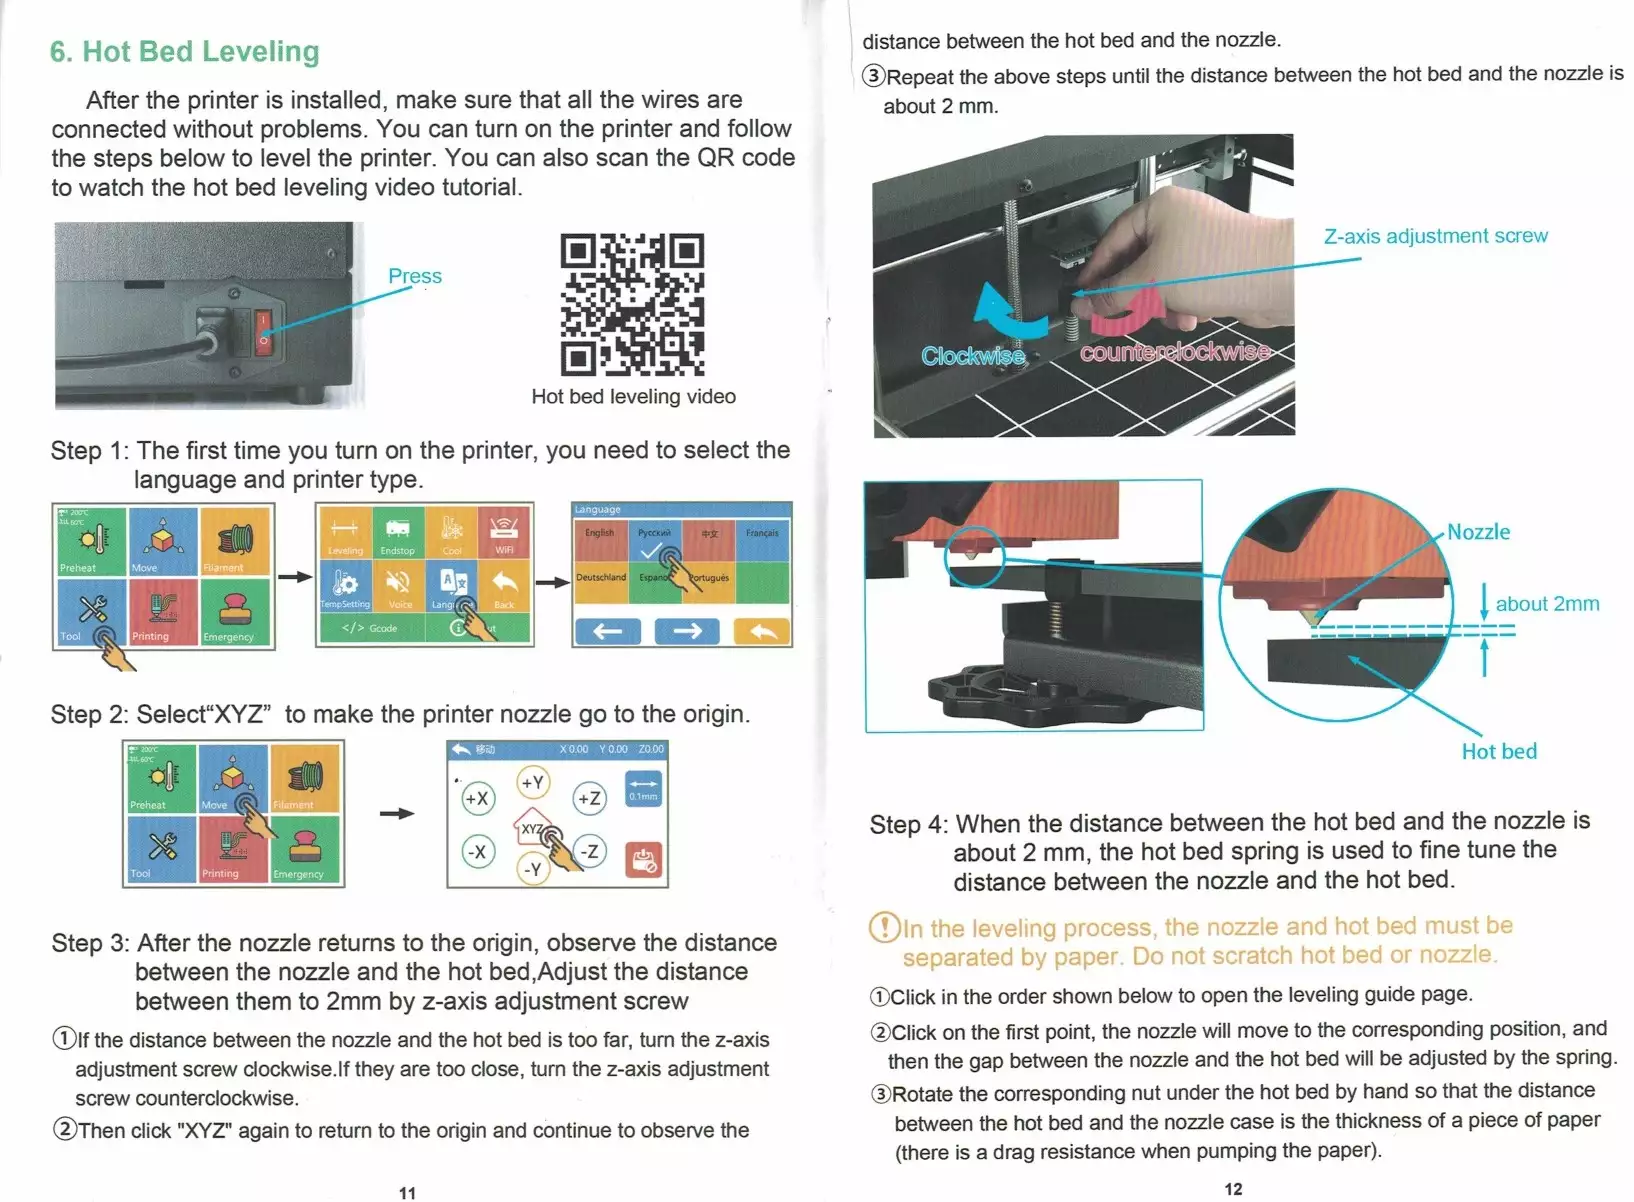 6. Hot Bed Leveling
After the printer is installed, make sure that all the wires are
connected without problems. You can turn on the printer and follow
the steps below to level the printer. You can also scan the QR code
to watch the hot bed leveling video tutorial.
Press
Hot bed leveling video
Step 1: The first time you turn on the printer, you need to select the
language and printer type.
200℃
60℃
Preheat Move Filament
Tool Printing Emergency
Leveling Endstop Cool WiFi
TempSetting Voice Back
</> Gcode
Language
English Русский 中文 Français
Deutschland
Step 2: Select“XYZ” to make the printer nozzle go to the origin.
200℃
60℃
Preheat Move Filament
Tool Printing Emergency
移动 X0.00 Y0.00 Z0.00
+X +Y +Z 0.1mm
XYZ
-X -Y -Z
Step 3: After the nozzle returns to the origin, observe the distance
between the nozzle and the hot bed,Adjust the distance
between them to 2mm by z-axis adjustment screw
①If the distance between the nozzle and the hot bed is too far, turn the z-axis
adjustment screw clockwise.If they are too close, turn the z-axis adjustment
screw counterclockwise.
②Then click "XYZ" again to return to the origin and continue to observe the
11
distance between the hot bed and the nozzle.
③Repeat the above steps until the distance between the hot bed and the nozzle is
about 2 mm.
Z-axis adjustment screw
Clockwise
counterclockwise
Nozzle
about 2mm
Hot bed
Step 4: When the distance between the hot bed and the nozzle is
about 2 mm, the hot bed spring is used to fine tune the
distance between the nozzle and the hot bed.
In the leveling process, the nozzle and hot bed must be
separated by paper. Do not scratch hot bed or nozzle.
①Click in the order shown below to open the leveling guide page.
②Click on the first point, the nozzle will move to the corresponding position, and
then the gap between the nozzle and the hot bed will be adjusted by the spring.
③Rotate the corresponding nut under the hot bed by hand so that the distance
between the hot bed and the nozzle case is the thickness of a piece of paper
(there is a drag resistance when pumping the paper).
12